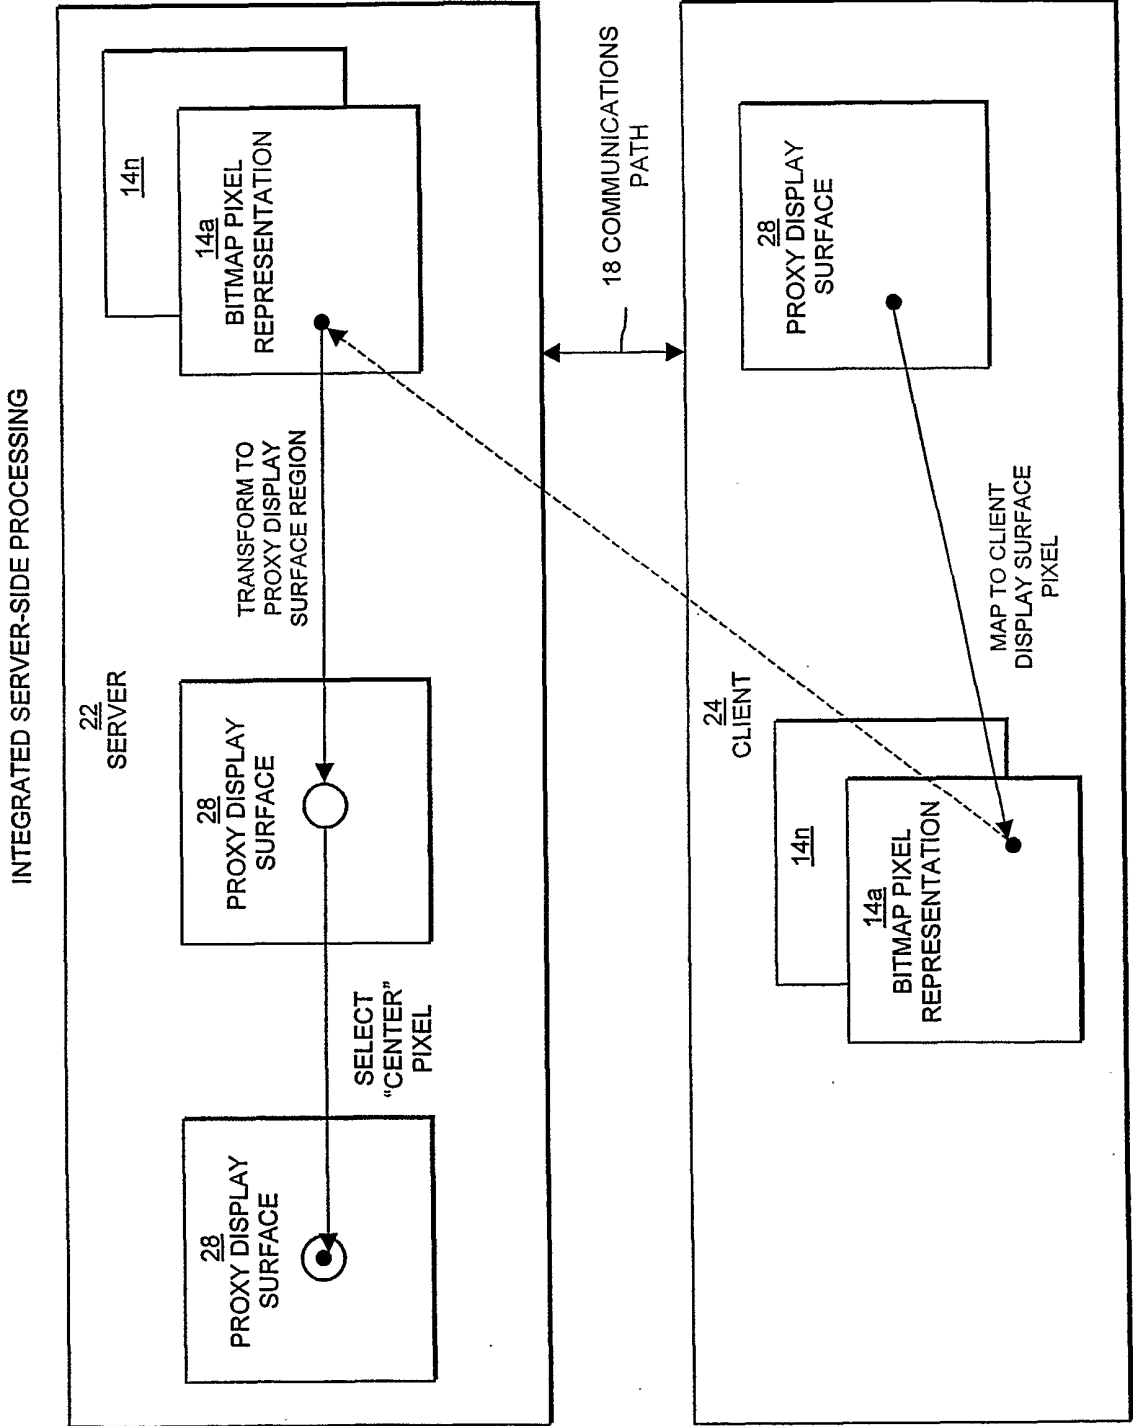 INTEGRATED SERVER-SIDE PROCESSING
22
SERVER
28
PROXY DISPLAY
SURFACE
SELECT
"CENTER"
PIXEL
28
PROXY DISPLAY
SURFACE
TRANSFORM TO
PROXY DISPLAY
SURFACE REGION
14n
14a
BITMAP PIXEL
REPRESENTATION
18 COMMUNICATIONS
PATH
24
CLIENT
14n
14a
BITMAP PIXEL
REPRESENTATION
MAP TO CLIENT
DISPLAY SURFACE
PIXEL
28
PROXY DISPLAY
SURFACE